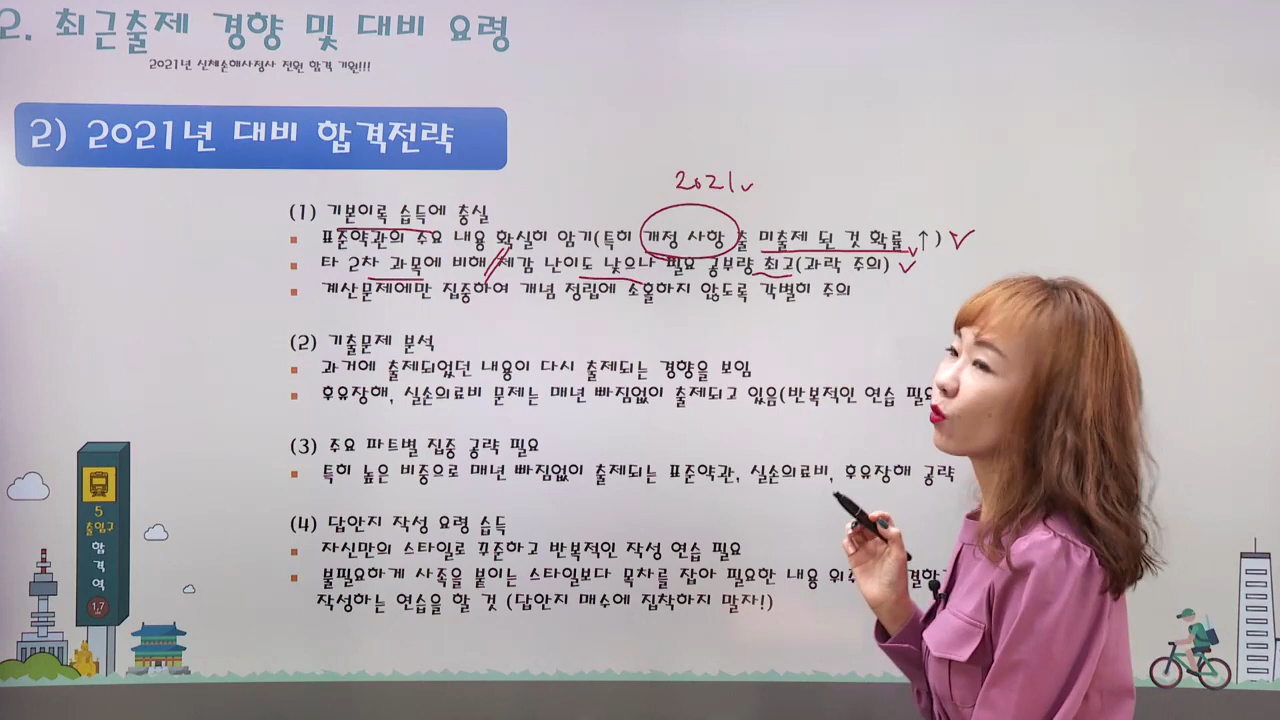 2. 최근출제 경향 및 대비 요령
2021년 신체손해사정사 전원 합격 기원!!!
2) 2021년 대비 합격전략
2021
(1) 기본이론 습득에 충실
표준약관의 주요 내용 확실히 암기(특히 개정 사항 출 미출제 된 것 확률 ↑)
타 2차 과목에 비해 체감 난이도 낮으나 필요 공부량 최고(과락 주의)
계산문제에만 집중하여 개념 정립에 소홀하지 않도록 각별히 주의
(2) 기출문제 분석
과거에 출제되었던 내용이 다시 출제되는 경향을 보임
후유장해, 실손의료비 문제는 매년 빠짐없이 출제되고 있음(반복적인 연습
(3) 주요 파트별 집중 공략 필요
특히 높은 비중으로 매년 빠짐없이 출제되는 표준약관, 실손의료비, 후유장해 공략
(4) 답안지 작성 요령 습득
자신만의 스타일로 꾸준하고 반복적인 작성 연습 필요
불필요하게 사족을 붙이는 스타일보다 목차를 잡아 필요한 내용
작성하는 연습을 할 것 (답안지 매수에 집착하지 말자!)
5
출입구
합격역
1,7